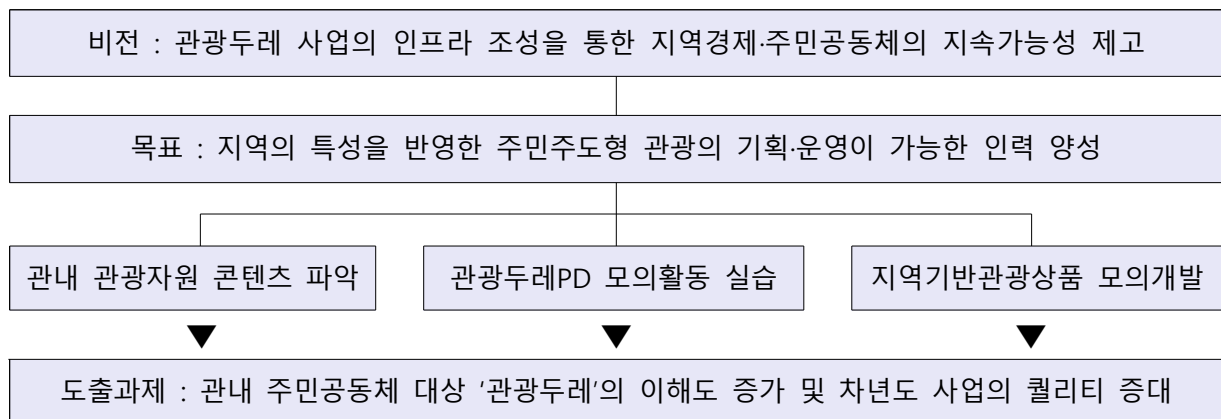 비전 : 관광두레 사업의 인프라 조성을 통한 지역경제·주민공동체의 지속가능성 제고
목표 : 지역의 특성을 반영한 주민주도형 관광의 기획·운영이 가능한 인력 양성
관내 관광자원 콘텐츠 파악
관광두레PD 모의활동 실습
지역기반관광상품 모의개발
도출과제 : 관내 주민공동체 대상 '관광두레'의 이해도 증가 및 차년도 사업의 퀄리티 증대